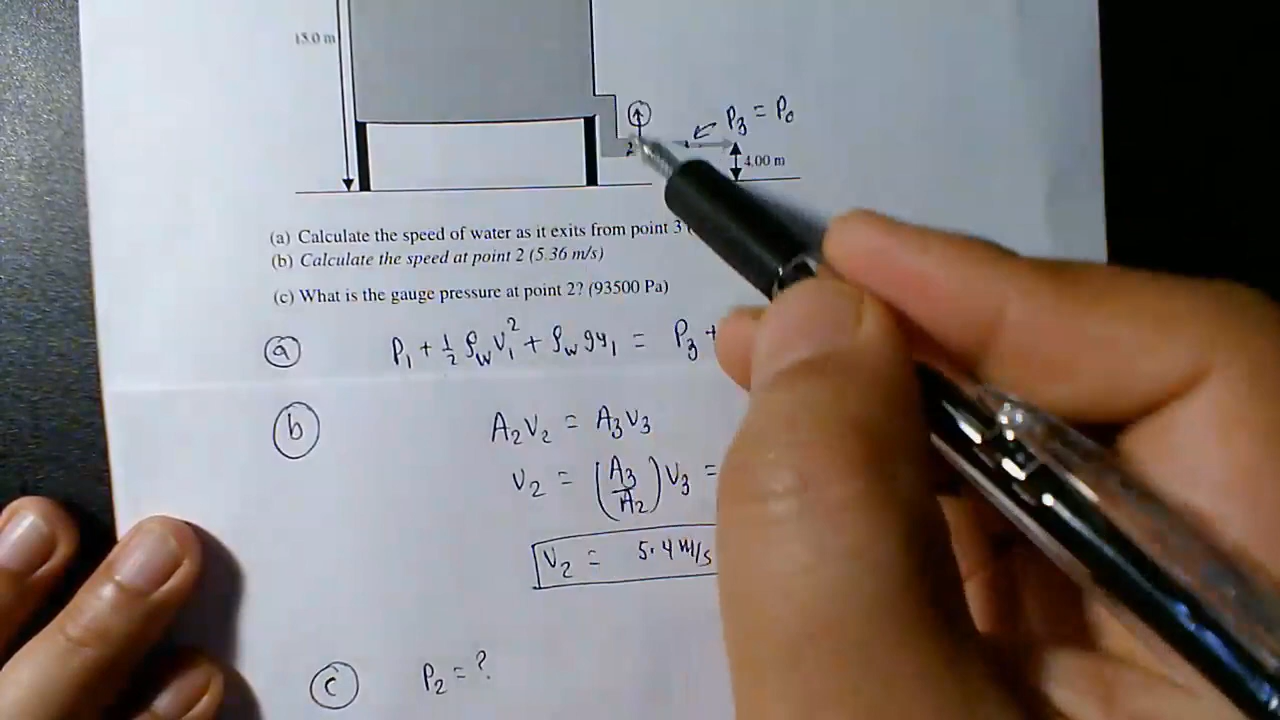 15.0 m
P₃ = P₀
2
4.00 m
(a) Calculate the speed of water as it exits from point 3
(b) Calculate the speed at point 2 (5.36 m/s)
(c) What is the gauge pressure at point 2? (93500 Pa)
ⓐ P₁ + ½ ρ_w v₁² + ρ_w g y₁ = P₃ +
ⓑ A₂V₂ = A₃V₃
V₂ = (A₃/A₂) V₃ =
V₂ = 5.4 m/s
ⓒ P₂ = ?